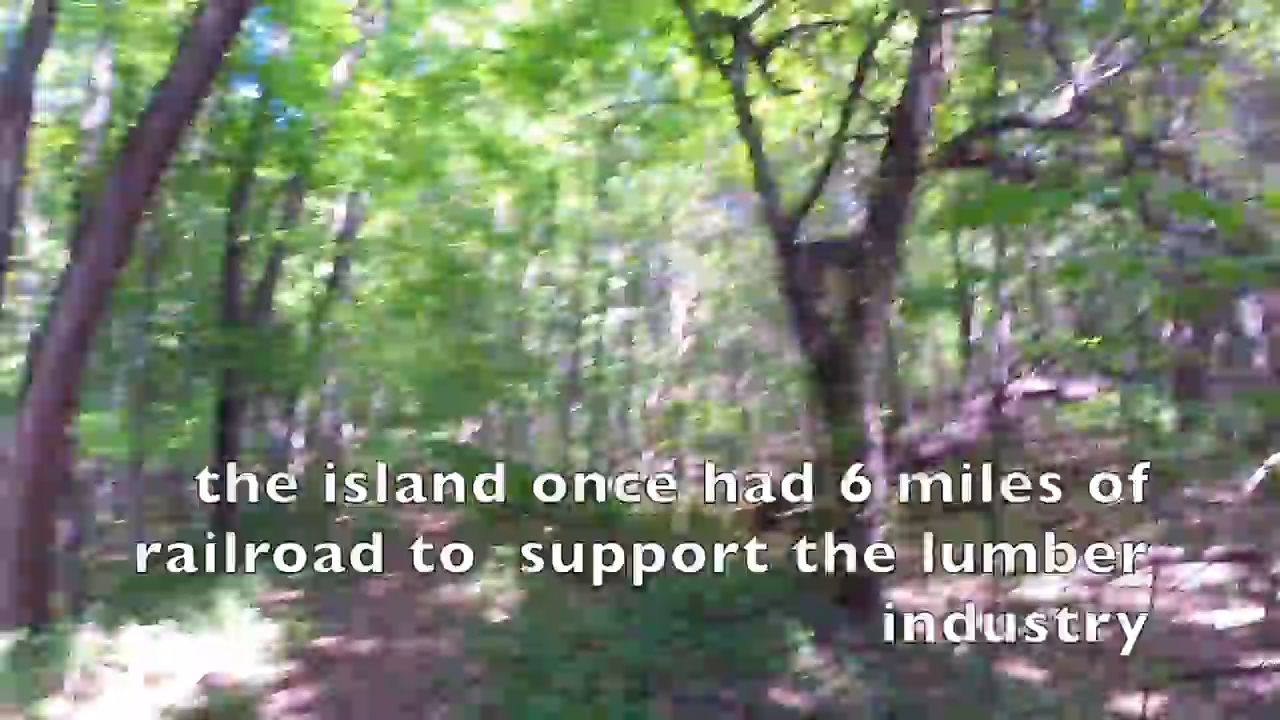 the island once had 6 miles of
railroad to support the lumber
industry